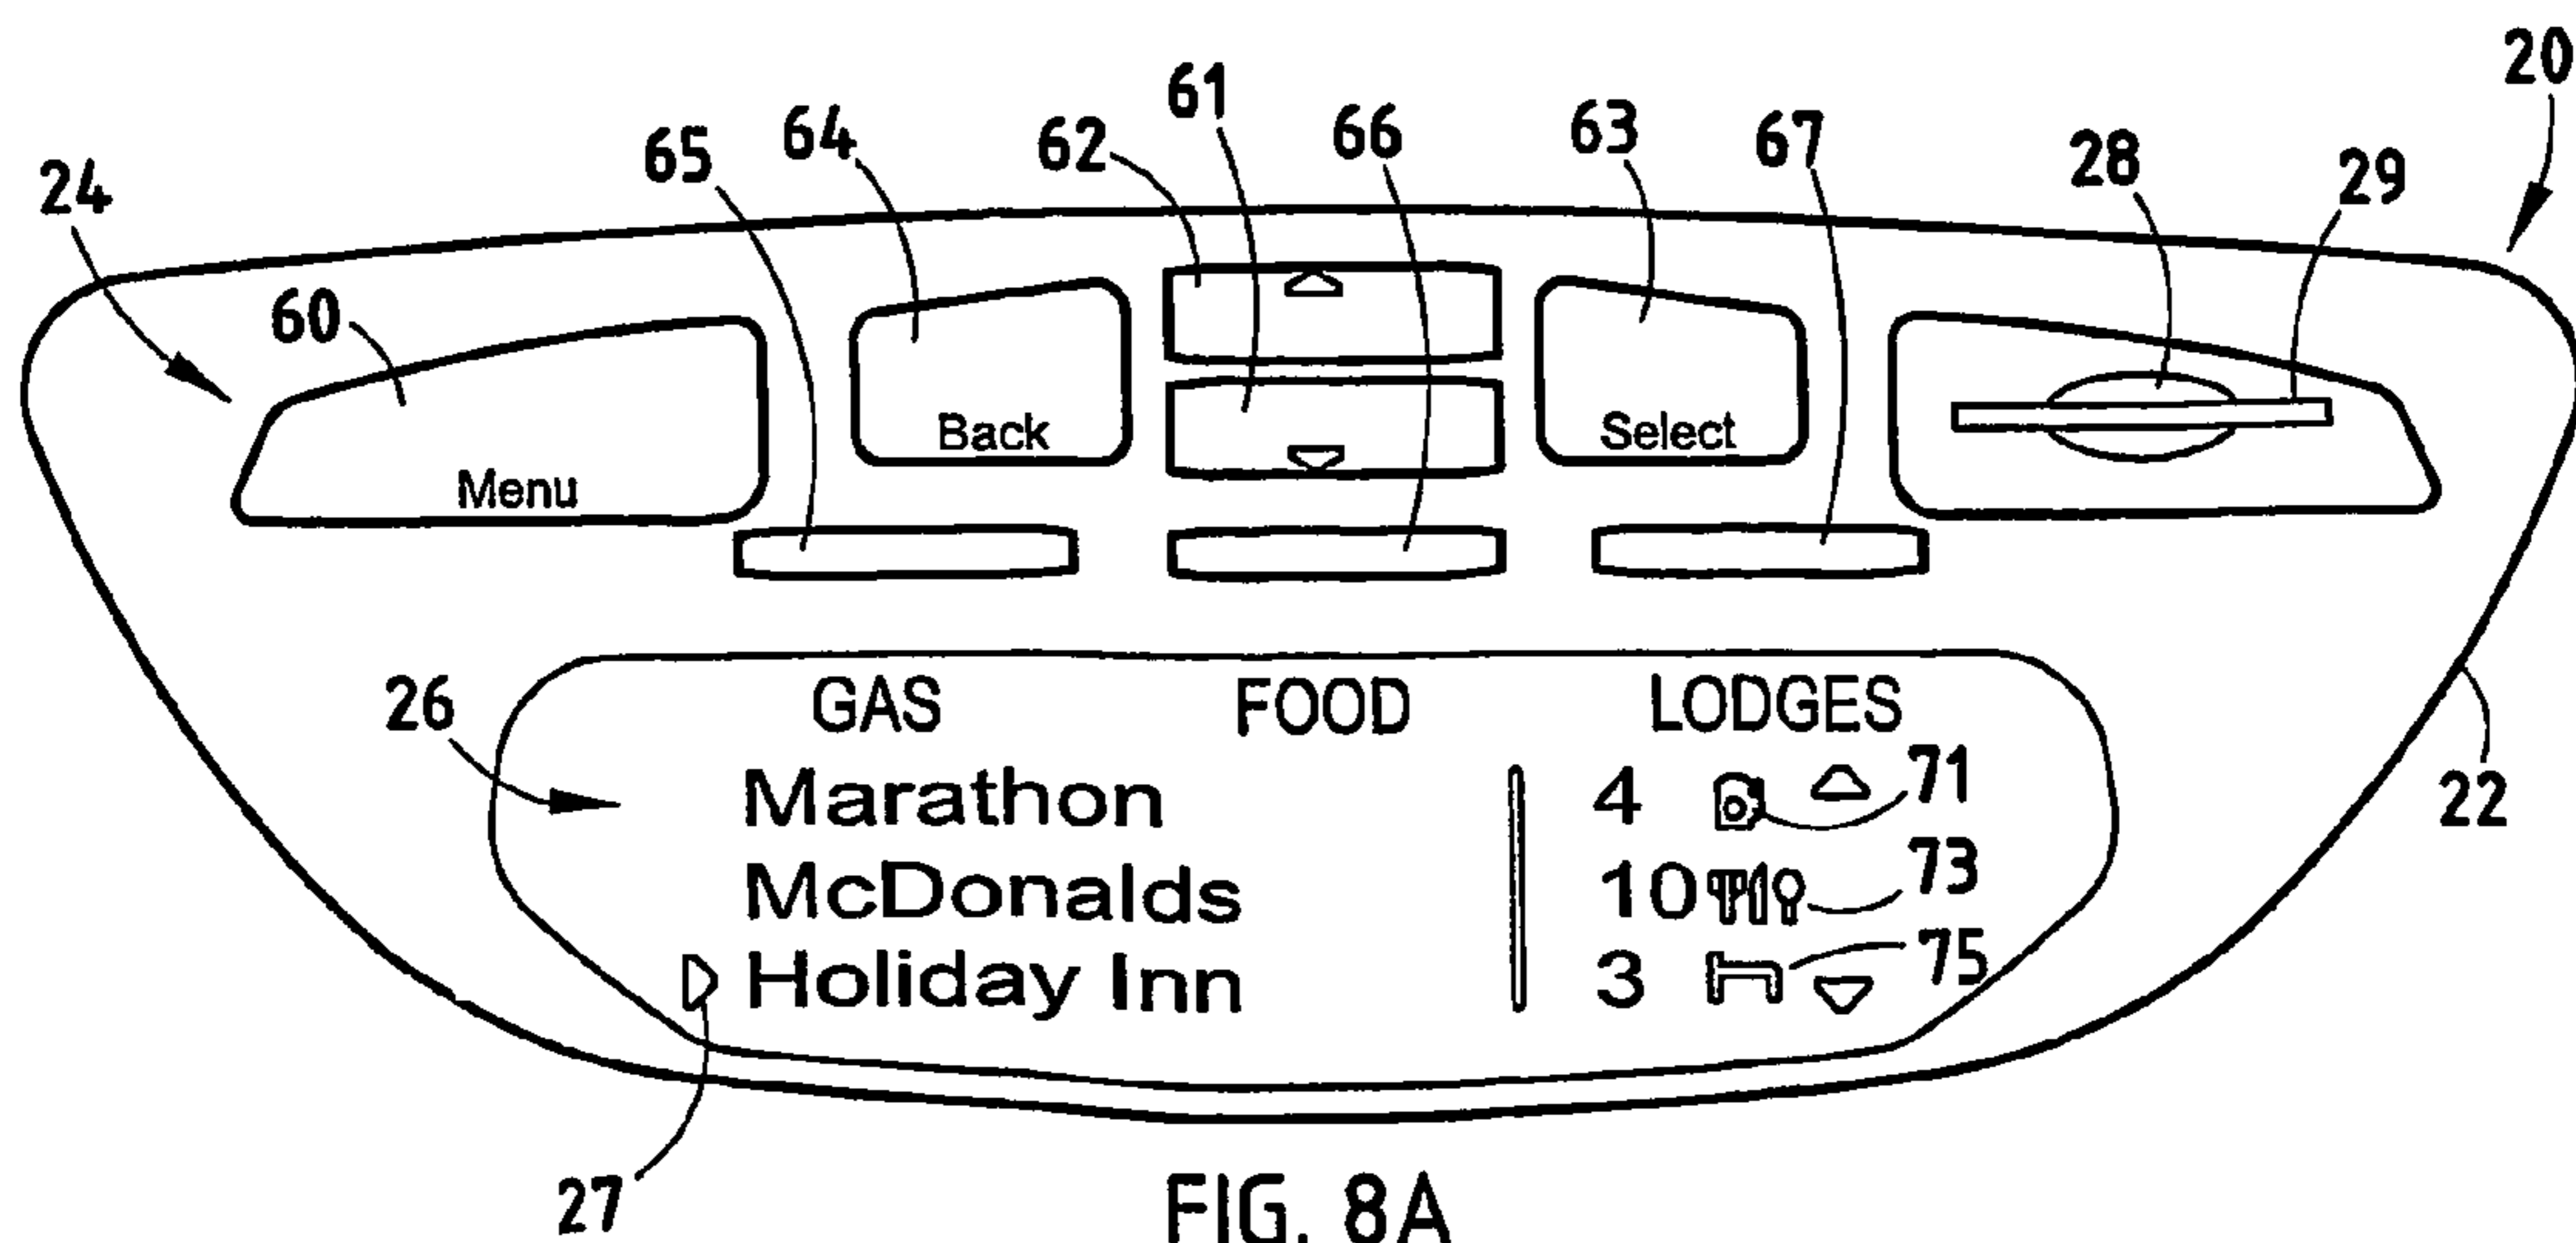 20
61
62 66 63 67 28 29
65 64
24
60
Back Select
Menu
GAS FOOD LODGES
26
Marathon 4 71
22
McDonalds 10 73
Holiday Inn 3 75
27
FIG. 8A